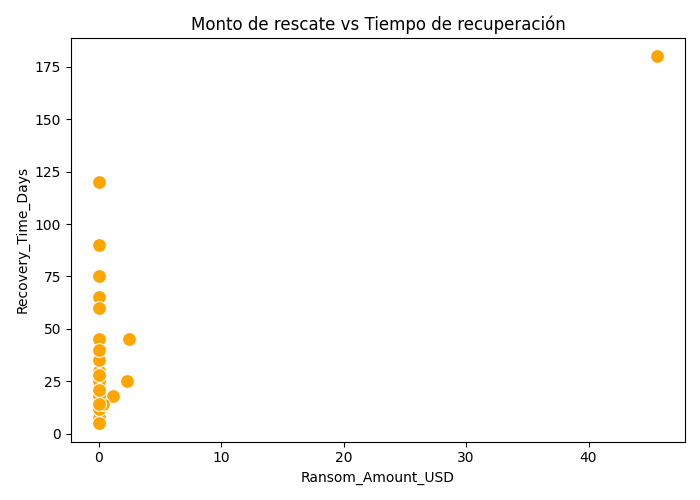 Monto de rescate vs Tiempo de recuperación
175
150
125
100
75
50
25
0
Recovery_Time_Days
0 10 20 30 40
Ransom_Amount_USD